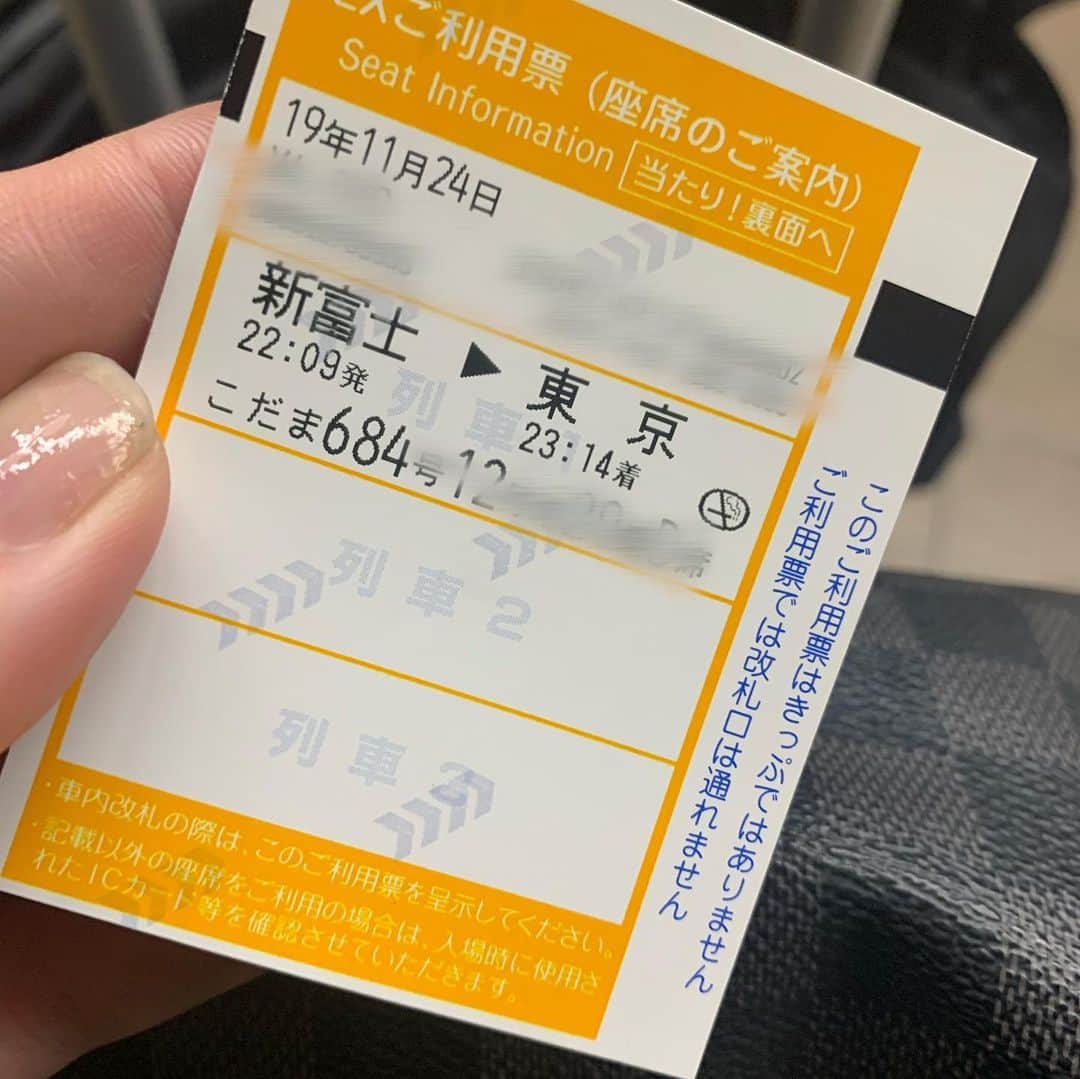 EXご利用票（座席のご案内）
Seat Information
当たり！裏面へ
19年11月24日
新富士 ▶ 東 京
22:09発 23:14着
こだま684号 12
列 車
列 車 2
列 車 3
・車内改札の際は、このご利用票を呈示してください。
・記載以外の座席をご利用の場合は、入場時に使用さ
れたICカード等を確認させていただきます。
このご利用票はきっぷではありません
ご利用票では改札口は通れません